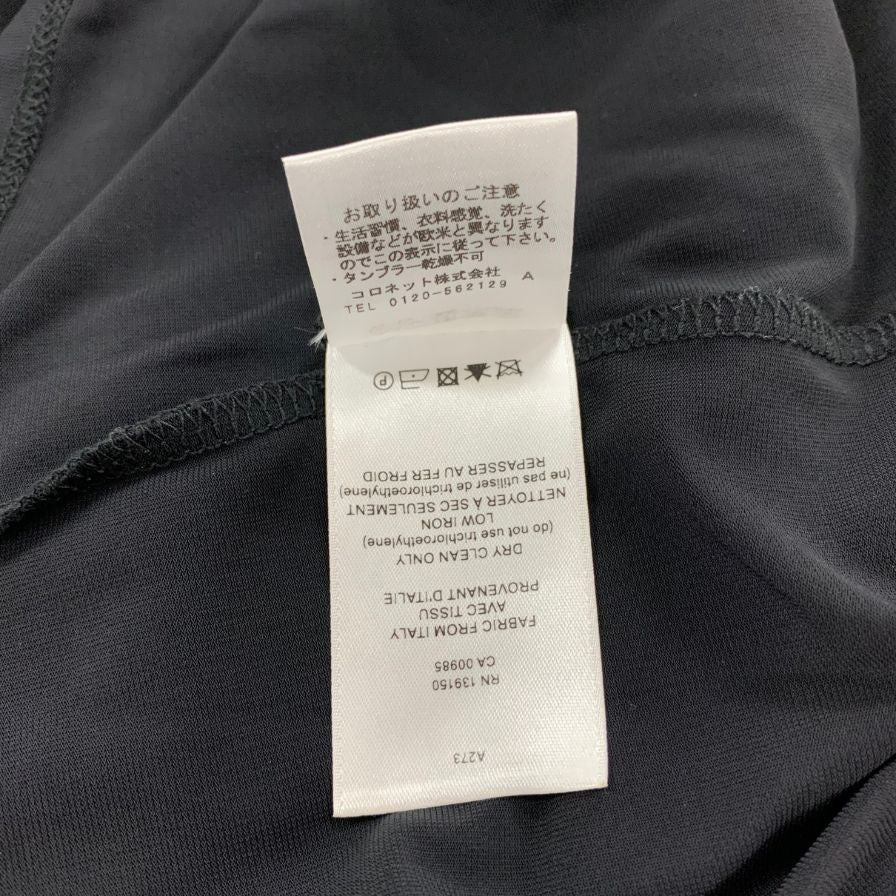 お取り扱いのご注意
・生活習慣、衣料感覚、洗たく
設備などが欧米と異なります
のでこの表示に従って下さい。
・タンブラー乾燥不可
コロネット株式会社 A
TEL 0120-562129
A273
RN 139150
CA 00985
FABRIC FROM ITALY
AVEC TISSU
PROVENANT D'ITALIE
DRY CLEAN ONLY
(do not use trichloroethylene)
LOW IRON
NETTOYER À SEC SEULEMENT
(ne pas utiliser de trichloroethylene)
REPASSER AU FER FROID
P